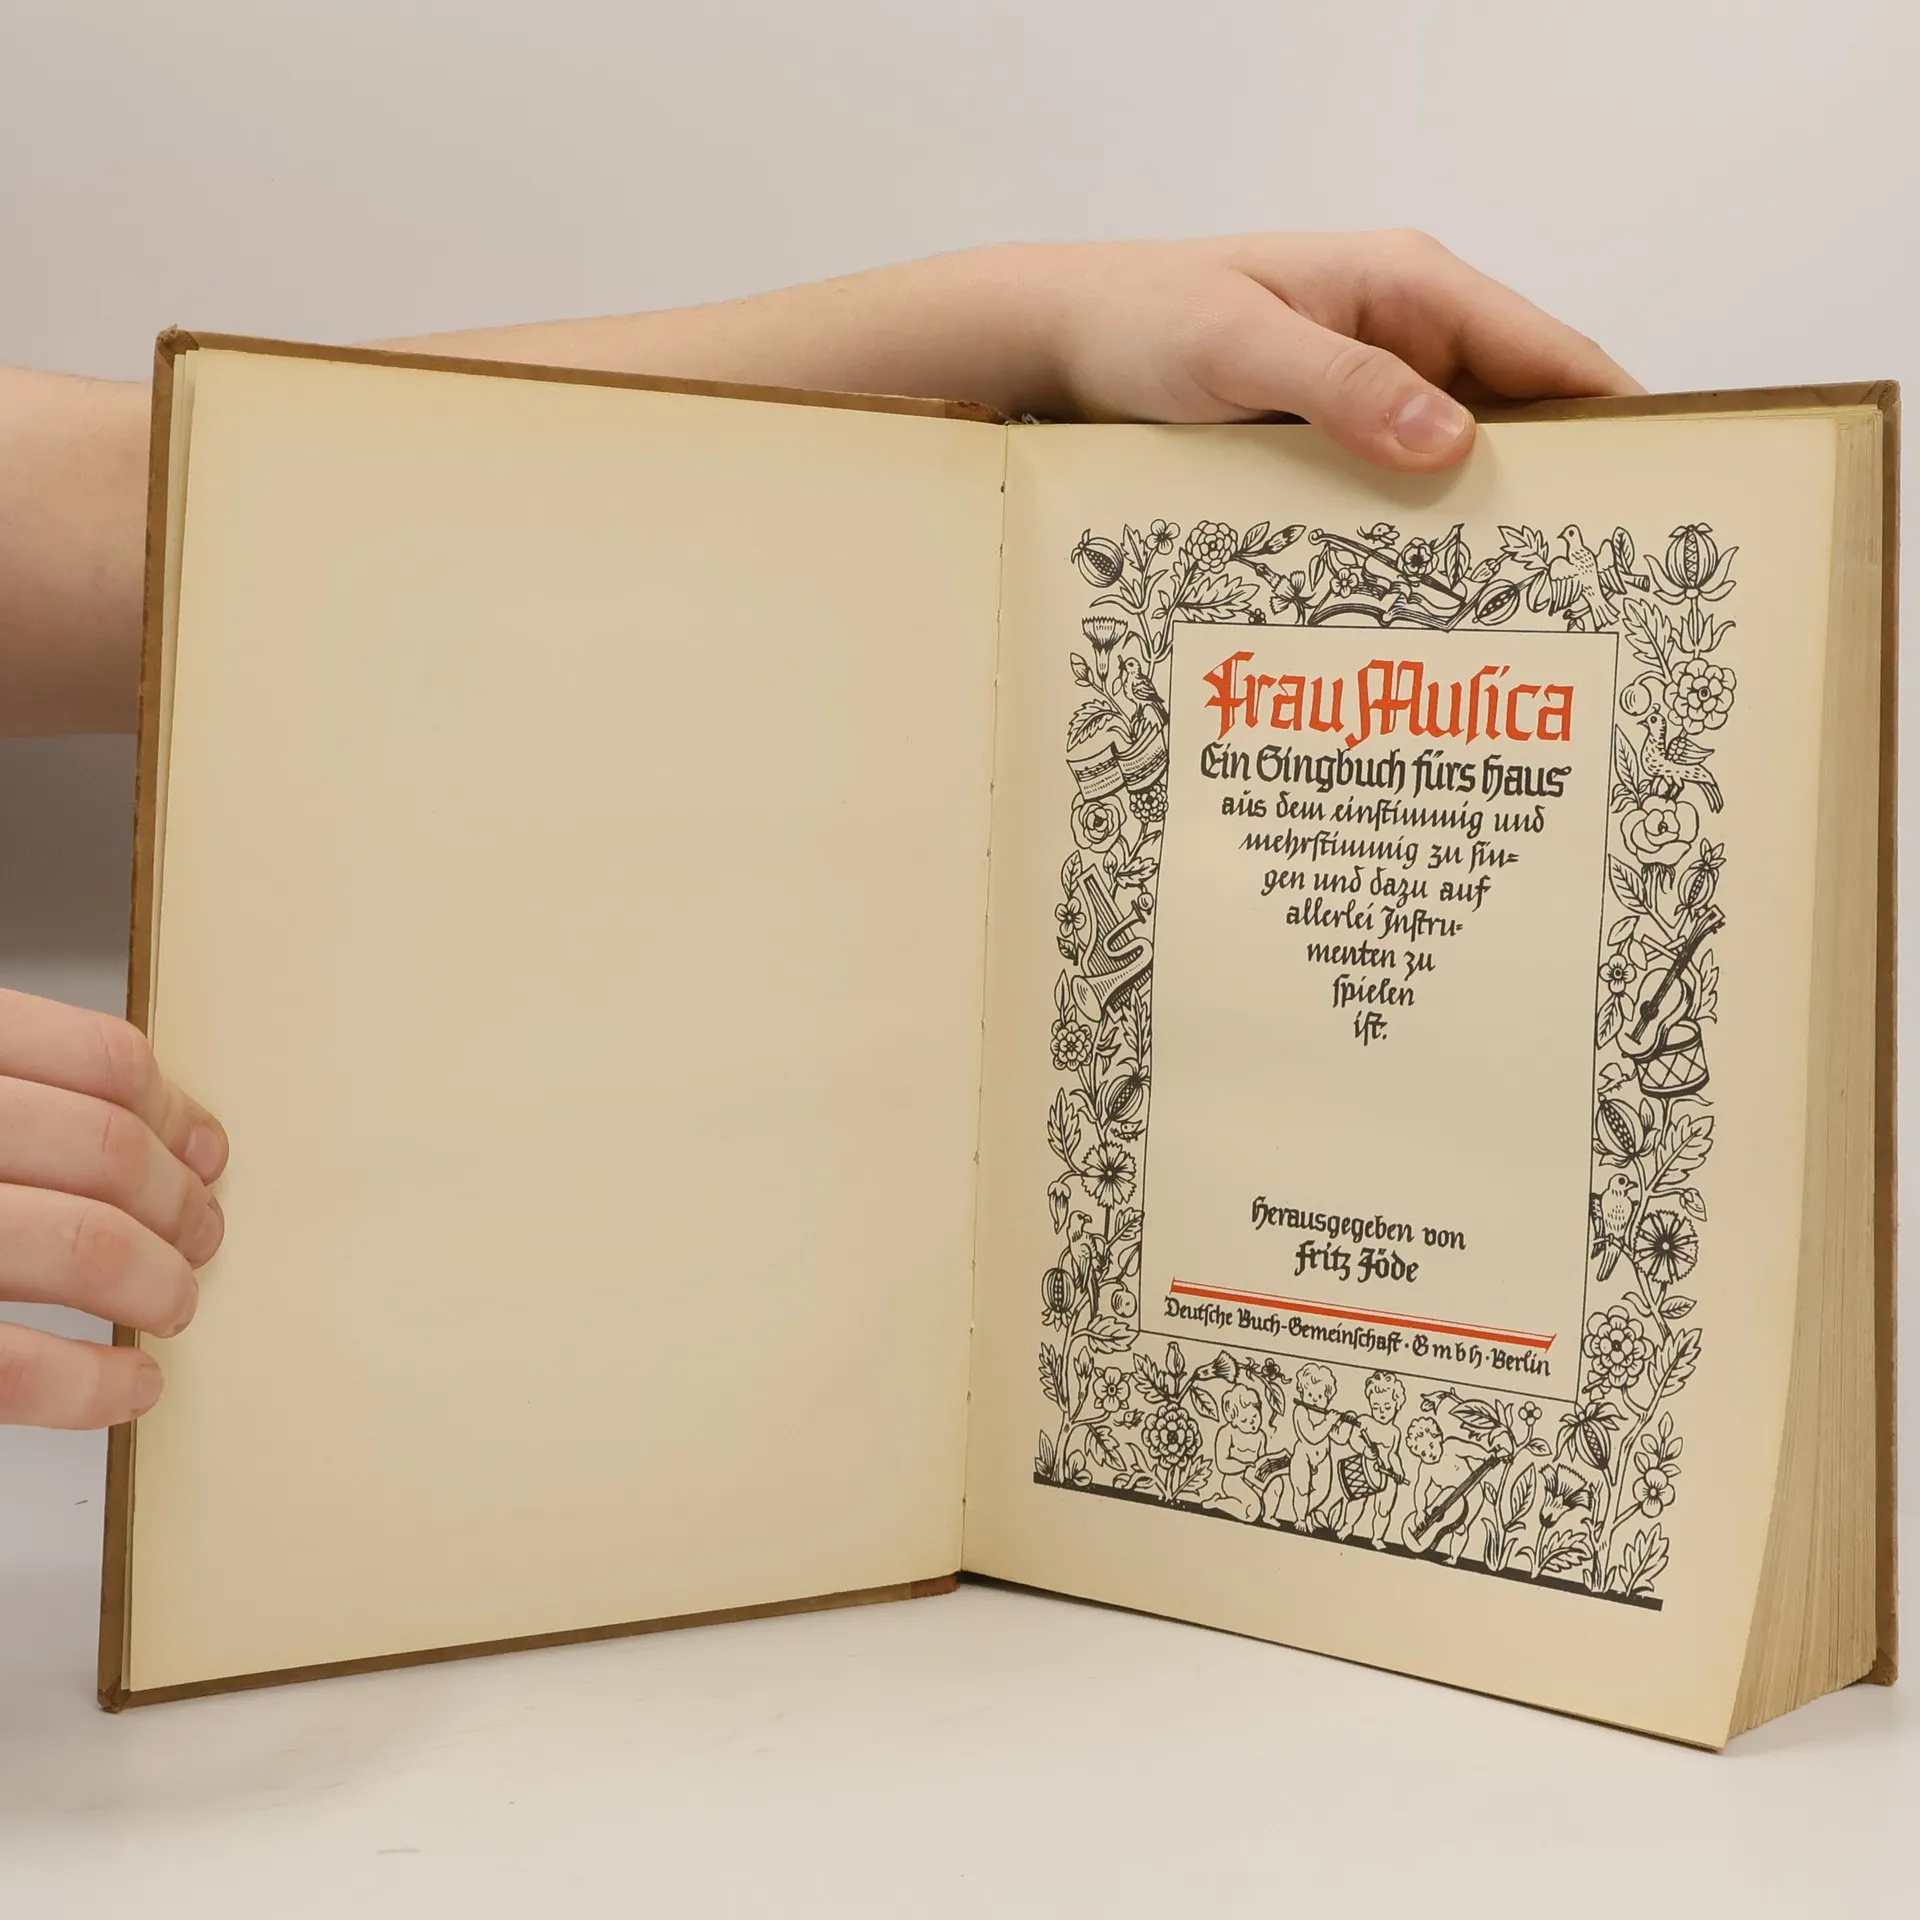 Frau Musica
Ein Singbuch fürs Haus
aus dem einstimmig und
mehrstimmig zu sin=
gen und dazu auf
allerlei Instru=
menten zu
spielen
ist.
Herausgegeben von
Fritz Jöde
Deutsche Buch-Gemeinschaft · GmbH · Berlin